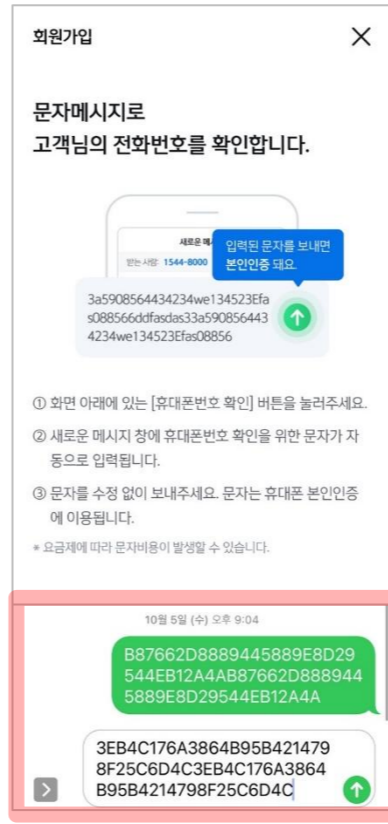 회원가입
문자메시지로
고객님의 전화번호를 확인합니다.
새로운 메
입력된 문자를 보내면
받는사람 1544-8000
본인인증 돼요.
3a5908564434234we134523Efa
s088566ddfasdas33a590856443
4234we134523Efas08856
① 화면 아래에 있는 [휴대폰번호 확인] 버튼을 눌러주세요.
② 새로운 메시지 창에 휴대폰번호 확인을 위한 문자가 자
동으로 입력됩니다.
③ 문자를 수정 없이 보내주세요. 문자는 휴대폰 본인인증
에 이용됩니다.
* 요금제에 따라 문자비용이 발생할 수 있습니다.
10월 5일 (수) 오후 9:04
B87662D8889445889E8D29
544EB12A4AB87662D888944
5889E8D29544EB12A4A
3EB4C176A3864B95B421479
8F25C6D4C3EB4C176A3864
B95B4214798F25C6D4C